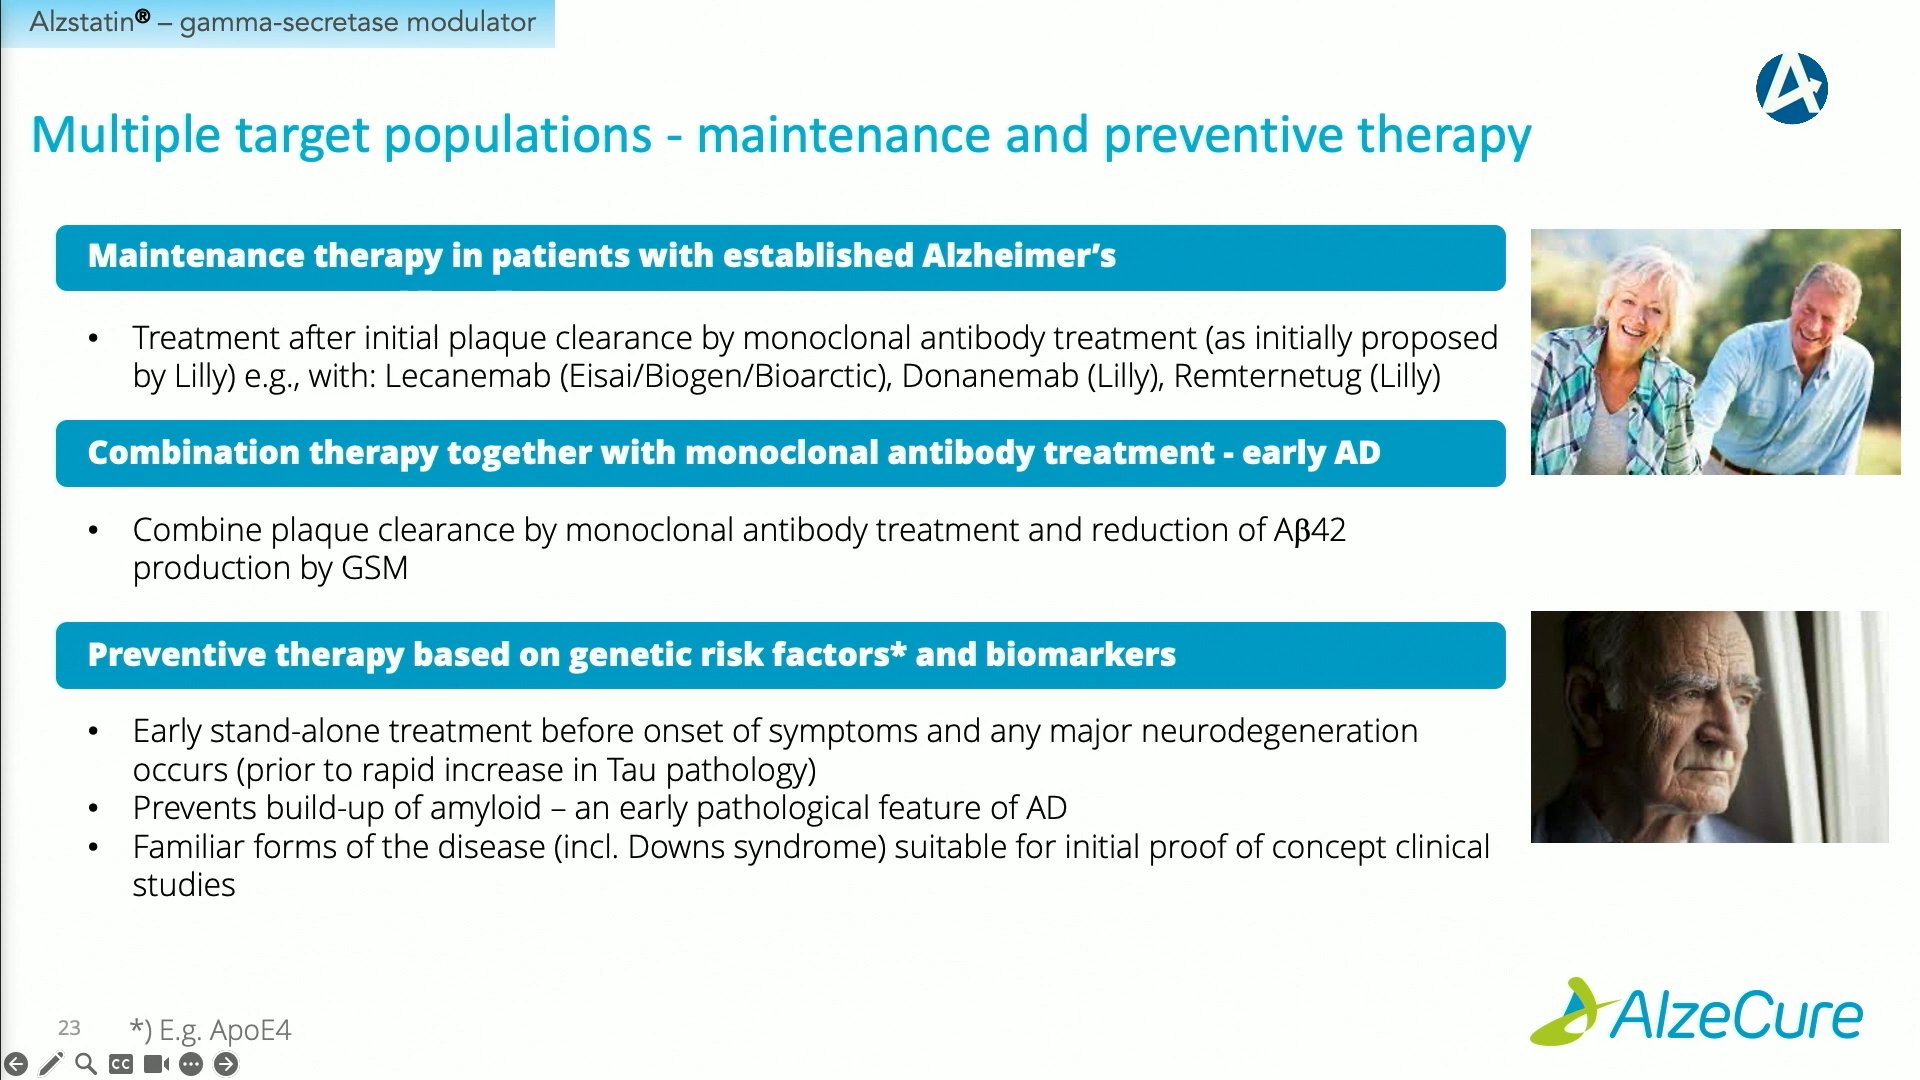 Alzstatin® – gamma-secretase modulator
Multiple target populations - maintenance and preventive therapy
Maintenance therapy in patients with established Alzheimer’s
• Treatment after initial plaque clearance by monoclonal antibody treatment (as initially proposed
by Lilly) e.g., with: Lecanemab (Eisai/Biogen/Bioarctic), Donanemab (Lilly), Remternetug (Lilly)
Combination therapy together with monoclonal antibody treatment - early AD
• Combine plaque clearance by monoclonal antibody treatment and reduction of Aβ42
production by GSM
Preventive therapy based on genetic risk factors* and biomarkers
• Early stand-alone treatment before onset of symptoms and any major neurodegeneration
occurs (prior to rapid increase in Tau pathology)
• Prevents build-up of amyloid – an early pathological feature of AD
• Familiar forms of the disease (incl. Downs syndrome) suitable for initial proof of concept clinical
studies
23 *) E.g. ApoE4
AlzeCure
CC